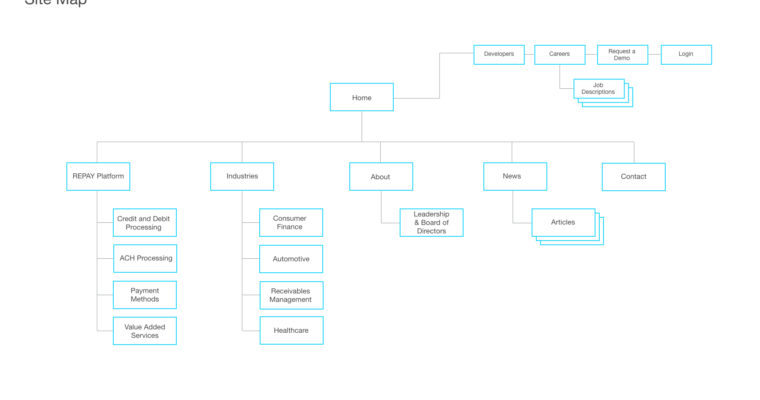 Site Map
Developers
Careers
Request a
Demo
Login
Job
Descriptions
Home
REPAY Platform
Industries
About
News
Contact
Credit and Debit
Processing
ACH Processing
Payment
Methods
Value Added
Services
Consumer
Finance
Automotive
Receivables
Management
Healthcare
Leadership
& Board of
Directors
Articles